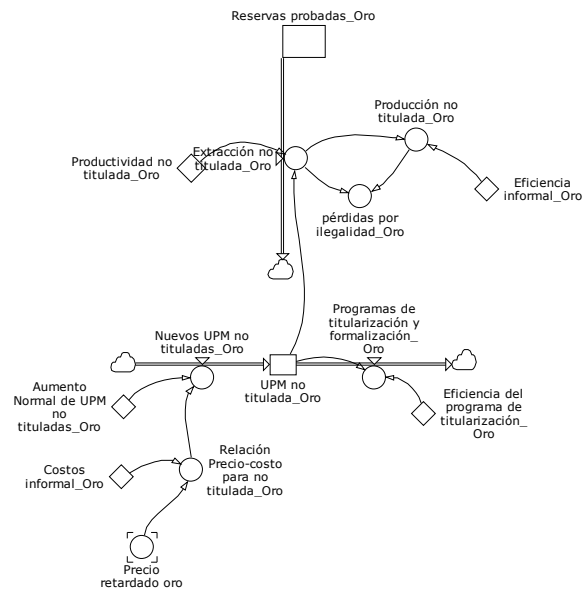 Reservas probadas_Oro
Producción no
titulada_Oro
Extracción no
titulada_Oro
Productividad no
titulada_Oro
Eficiencia
informal_Oro
pérdidas por
ilegalidad_Oro
Programas de
titularización y
formalización_
Oro
Nuevos UPM no
tituladas_Oro
UPM no
titulada_Oro
Aumento
Normal de UPM
no
tituladas_Oro
Eficiencia del
programa de
titularización_
Oro
Relación
Precio-costo
para no
titulada_Oro
Costos
informal_Oro
Precio
retardado oro